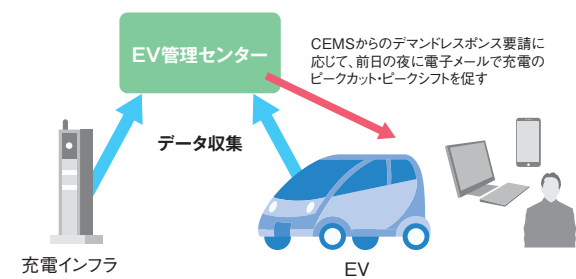 EV管理センター
CEMSからのデマンドレスポンス要請に
応じて、前日の夜に電子メールで充電の
ピークカット・ピークシフトを促す
データ収集
充電インフラ
EV